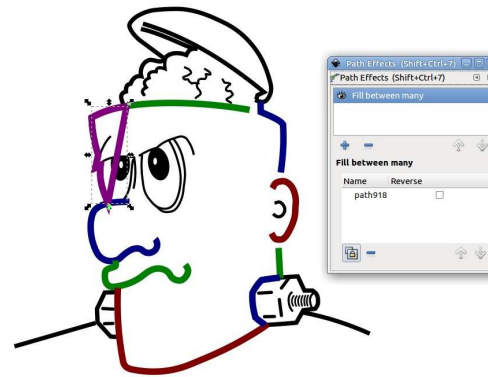 Path Effects (Shift+Ctrl+7)
Path Effects (Shift+Ctrl+7)
Fill between many
Fill between many
Name Reverse
path918